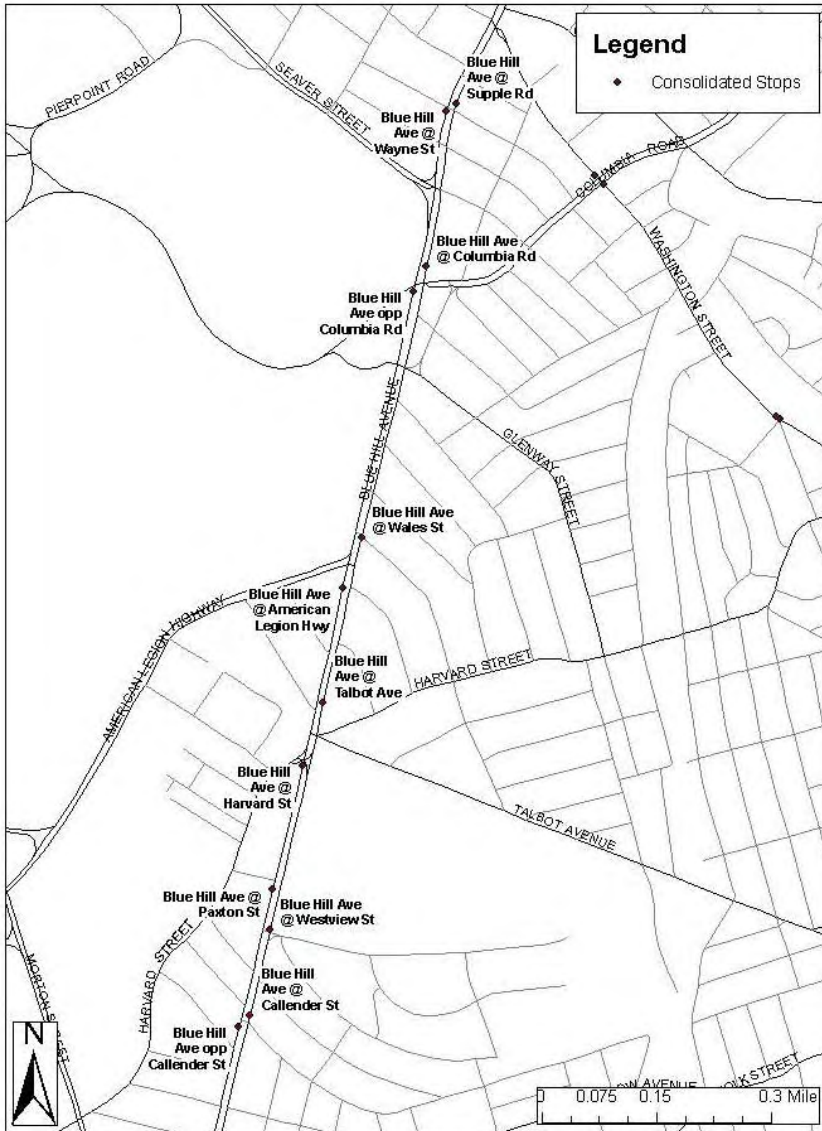 Legend
Consolidated Stops
PIERPOINT ROAD
SEAVER STREET
Blue Hill
Ave @
Supple Rd
Blue Hill
Ave @
Wayne St
COLUMBIA ROAD
Blue Hill Ave
@ Columbia Rd
WASHINGTON STREET
Blue Hill
Ave opp
Columbia Rd
BLUE HILL AVENUE
GLENWAY STREET
Blue Hill Ave
@ Wales St
Blue Hill Ave
@ American
Legion Hwy
AMERICAN LEGION HIGHWAY
Blue Hill
Ave @
Talbot Ave
HARVARD STREET
Blue Hill
Ave @
Harvard St
TALBOT AVENUE
Blue Hill Ave @
Paxton St
Blue Hill Ave
@ Westview St
HARVARD STREET
MORTON STREET
Blue Hill
Ave @
Callender St
Blue Hill
Ave opp
Callender St
N
OW AVENUE
OLK STREET
0 0.075 0.15 0.3 Mile